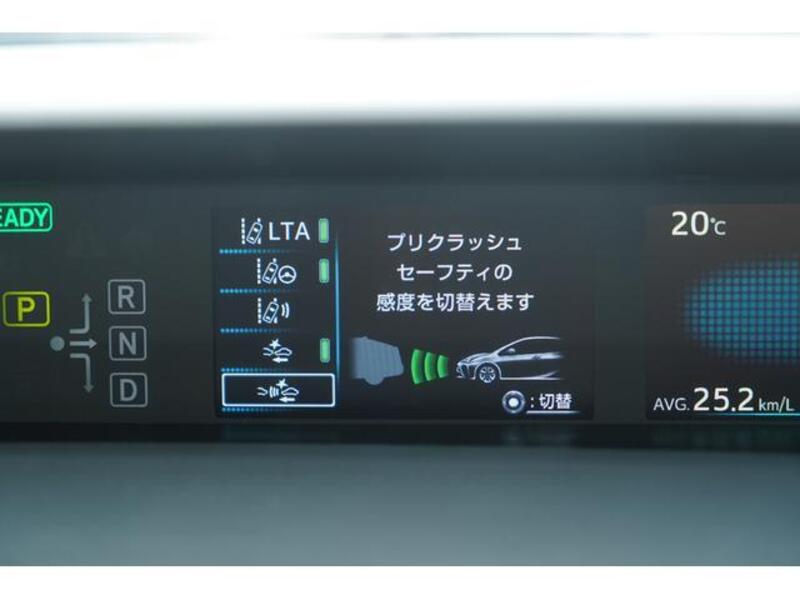 EADY
P
R
N
D
LTA
プリクラッシュ
セーフティの
感度を切替えます
:切替
20℃
AVG. 25.2 km/L